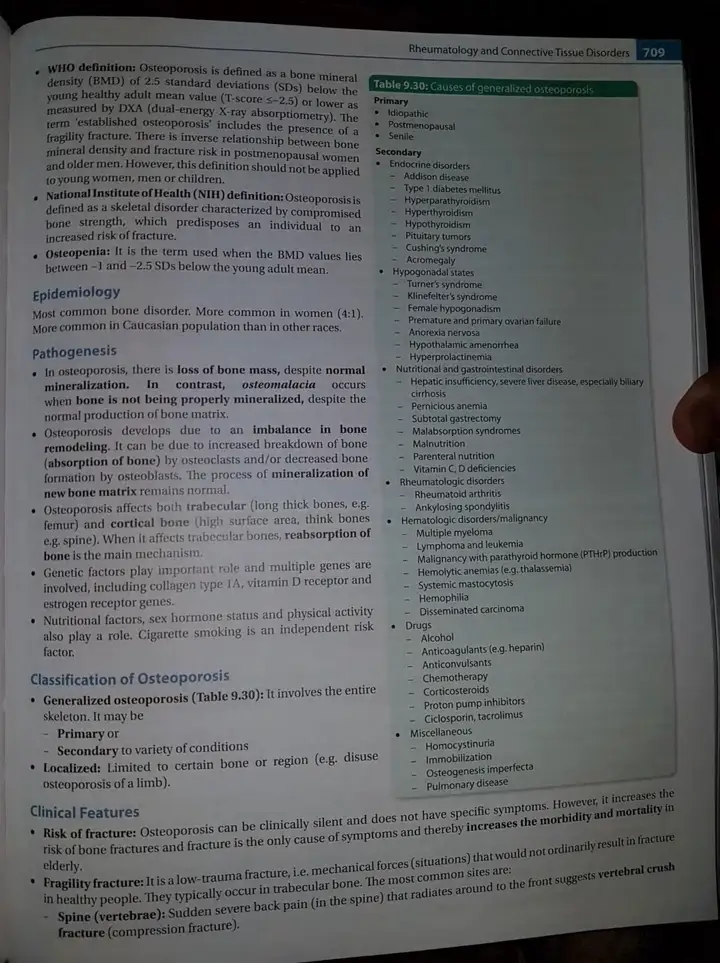 Rheumatology and Connective Tissue Disorders 709
• WHO definition: Osteoporosis is defined as a bone mineral
density (BMD) of 2.5 standard deviations (SDs) below the
young healthy adult mean value (T-score ≤–2.5) or lower as
measured by DXA (dual-energy X-ray absorptiometry). The
term 'established osteoporosis' includes the presence of a
fragility fracture. There is inverse relationship between bone
mineral density and fracture risk in postmenopausal women
and older men. However, this definition should not be applied
to young women, men or children.
• National Institute of Health (NIH) definition: Osteoporosis is
defined as a skeletal disorder characterized by compromised
bone strength, which predisposes an individual to an
increased risk of fracture.
• Osteopenia: It is the term used when the BMD values lies
between –1 and –2.5 SDs below the young adult mean.
Epidemiology
Most common bone disorder. More common in women (4:1).
More common in Caucasian population than in other races.
Pathogenesis
• In osteoporosis, there is loss of bone mass, despite normal
mineralization. In contrast, osteomalacia occurs
when bone is not being properly mineralized, despite the
normal production of bone matrix.
• Osteoporosis develops due to an imbalance in bone
remodeling. It can be due to increased breakdown of bone
(absorption of bone) by osteoclasts and/or decreased bone
formation by osteoblasts. The process of mineralization of
new bone matrix remains normal.
• Osteoporosis affects both trabecular (long thick bones, e.g.
femur) and cortical bone (high surface area, think bones
e.g. spine). When it affects trabecular bones, reabsorption of
bone is the main mechanism.
• Genetic factors play important role and multiple genes are
involved, including collagen type 1A, vitamin D receptor and
estrogen receptor genes.
• Nutritional factors, sex hormone status and physical activity
also play a role. Cigarette smoking is an independent risk
factor.
Classification of Osteoporosis
• Generalized osteoporosis (Table 9.30): It involves the entire
skeleton. It may be
- Primary or
- Secondary to variety of conditions
• Localized: Limited to certain bone or region (e.g. disuse
osteoporosis of a limb).
Table 9.30: Causes of generalized osteoporosis
Primary
• Idiopathic
• Postmenopausal
• Senile
Secondary
• Endocrine disorders
– Addison disease
– Type 1 diabetes mellitus
– Hyperparathyroidism
– Hyperthyroidism
– Hypothyroidism
– Pituitary tumors
– Cushing's syndrome
– Acromegaly
• Hypogonadal states
– Turner's syndrome
– Klinefelter's syndrome
– Female hypogonadism
– Premature and primary ovarian failure
– Anorexia nervosa
– Hypothalamic amenorrhea
– Hyperprolactinemia
• Nutritional and gastrointestinal disorders
– Hepatic insufficiency, severe liver disease, especially biliary
cirrhosis
– Pernicious anemia
– Subtotal gastrectomy
– Malabsorption syndromes
– Malnutrition
– Parenteral nutrition
– Vitamin C, D deficiencies
• Rheumatologic disorders
– Rheumatoid arthritis
– Ankylosing spondylitis
• Hematologic disorders/malignancy
– Multiple myeloma
– Lymphoma and leukemia
– Malignancy with parathyroid hormone (PTHrP) production
– Hemolytic anemias (e.g. thalassemia)
– Systemic mastocytosis
– Hemophilia
– Disseminated carcinoma
• Drugs
– Alcohol
– Anticoagulants (e.g. heparin)
– Anticonvulsants
– Chemotherapy
– Corticosteroids
– Proton pump inhibitors
– Ciclosporin, tacrolimus
• Miscellaneous
– Homocystinuria
– Immobilization
– Osteogenesis imperfecta
– Pulmonary disease
Clinical Features
• Risk of fracture: Osteoporosis can be clinically silent and does not have specific symptoms. However, it increases the
risk of bone fractures and fracture is the only cause of symptoms and thereby increases the morbidity and mortality in
elderly.
• Fragility fracture: It is a low-trauma fracture, i.e. mechanical forces (situations) that would not ordinarily result in fracture
in healthy people. They typically occur in trabecular bone. The most common sites are:
- Spine (vertebrae): Sudden severe back pain (in the spine) that radiates around to the front suggests vertebral crush
fracture (compression fracture).